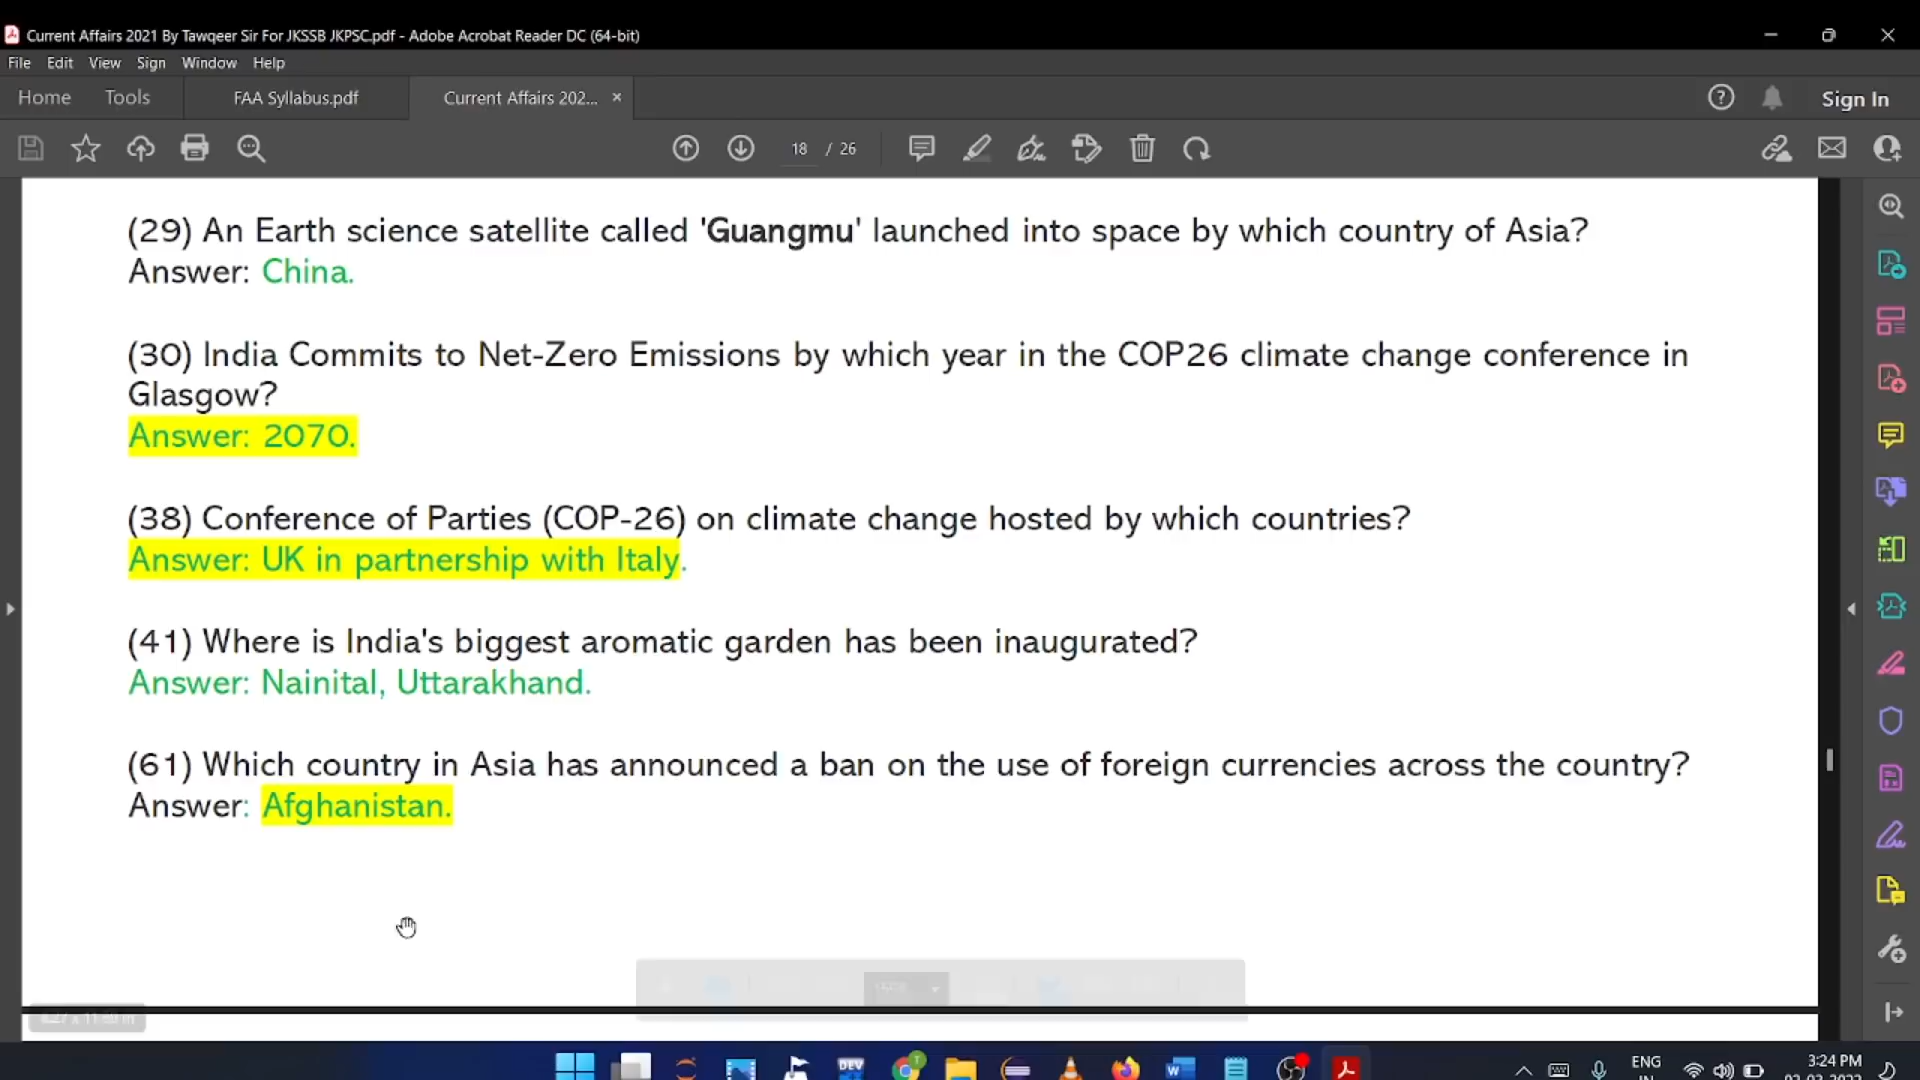 Current Affairs 2021 By Tawqeer Sir For JKSSB JKPSC.pdf - Adobe Acrobat Reader DC (64-bit)
File Edit View Sign Window Help
Home Tools FAA Syllabus.pdf Current Affairs 202... × Sign In
18 / 26
(29) An Earth science satellite called 'Guangmu' launched into space by which country of Asia?
Answer: China.
(30) India Commits to Net-Zero Emissions by which year in the COP26 climate change conference in
Glasgow?
Answer: 2070.
(38) Conference of Parties (COP-26) on climate change hosted by which countries?
Answer: UK in partnership with Italy.
(41) Where is India's biggest aromatic garden has been inaugurated?
Answer: Nainital, Uttarakhand.
(61) Which country in Asia has announced a ban on the use of foreign currencies across the country?
Answer: Afghanistan.
DEV
T
ENG
IN
3:24 PM